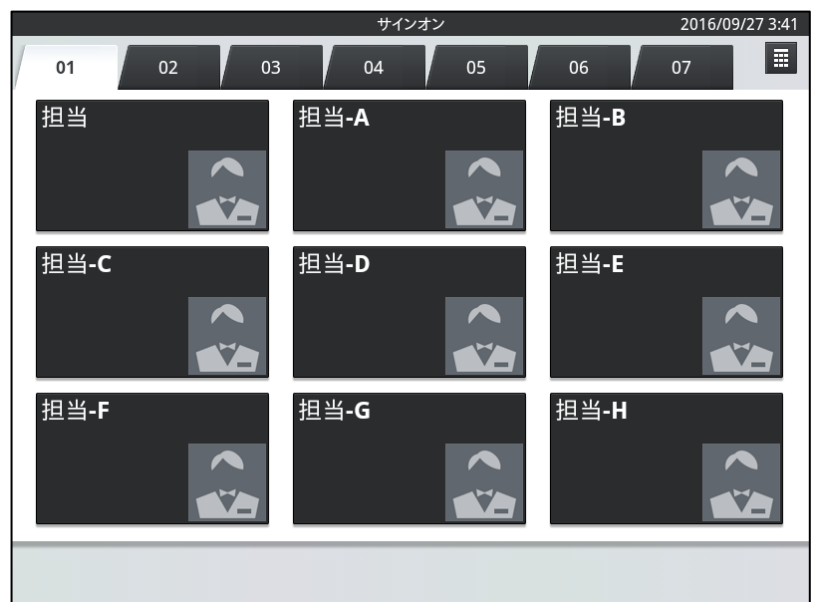 サインオン 2016/09/27 3:41
01 02 03 04 05 06 07
担当 担当-A 担当-B
担当-C 担当-D 担当-E
担当-F 担当-G 担当-H